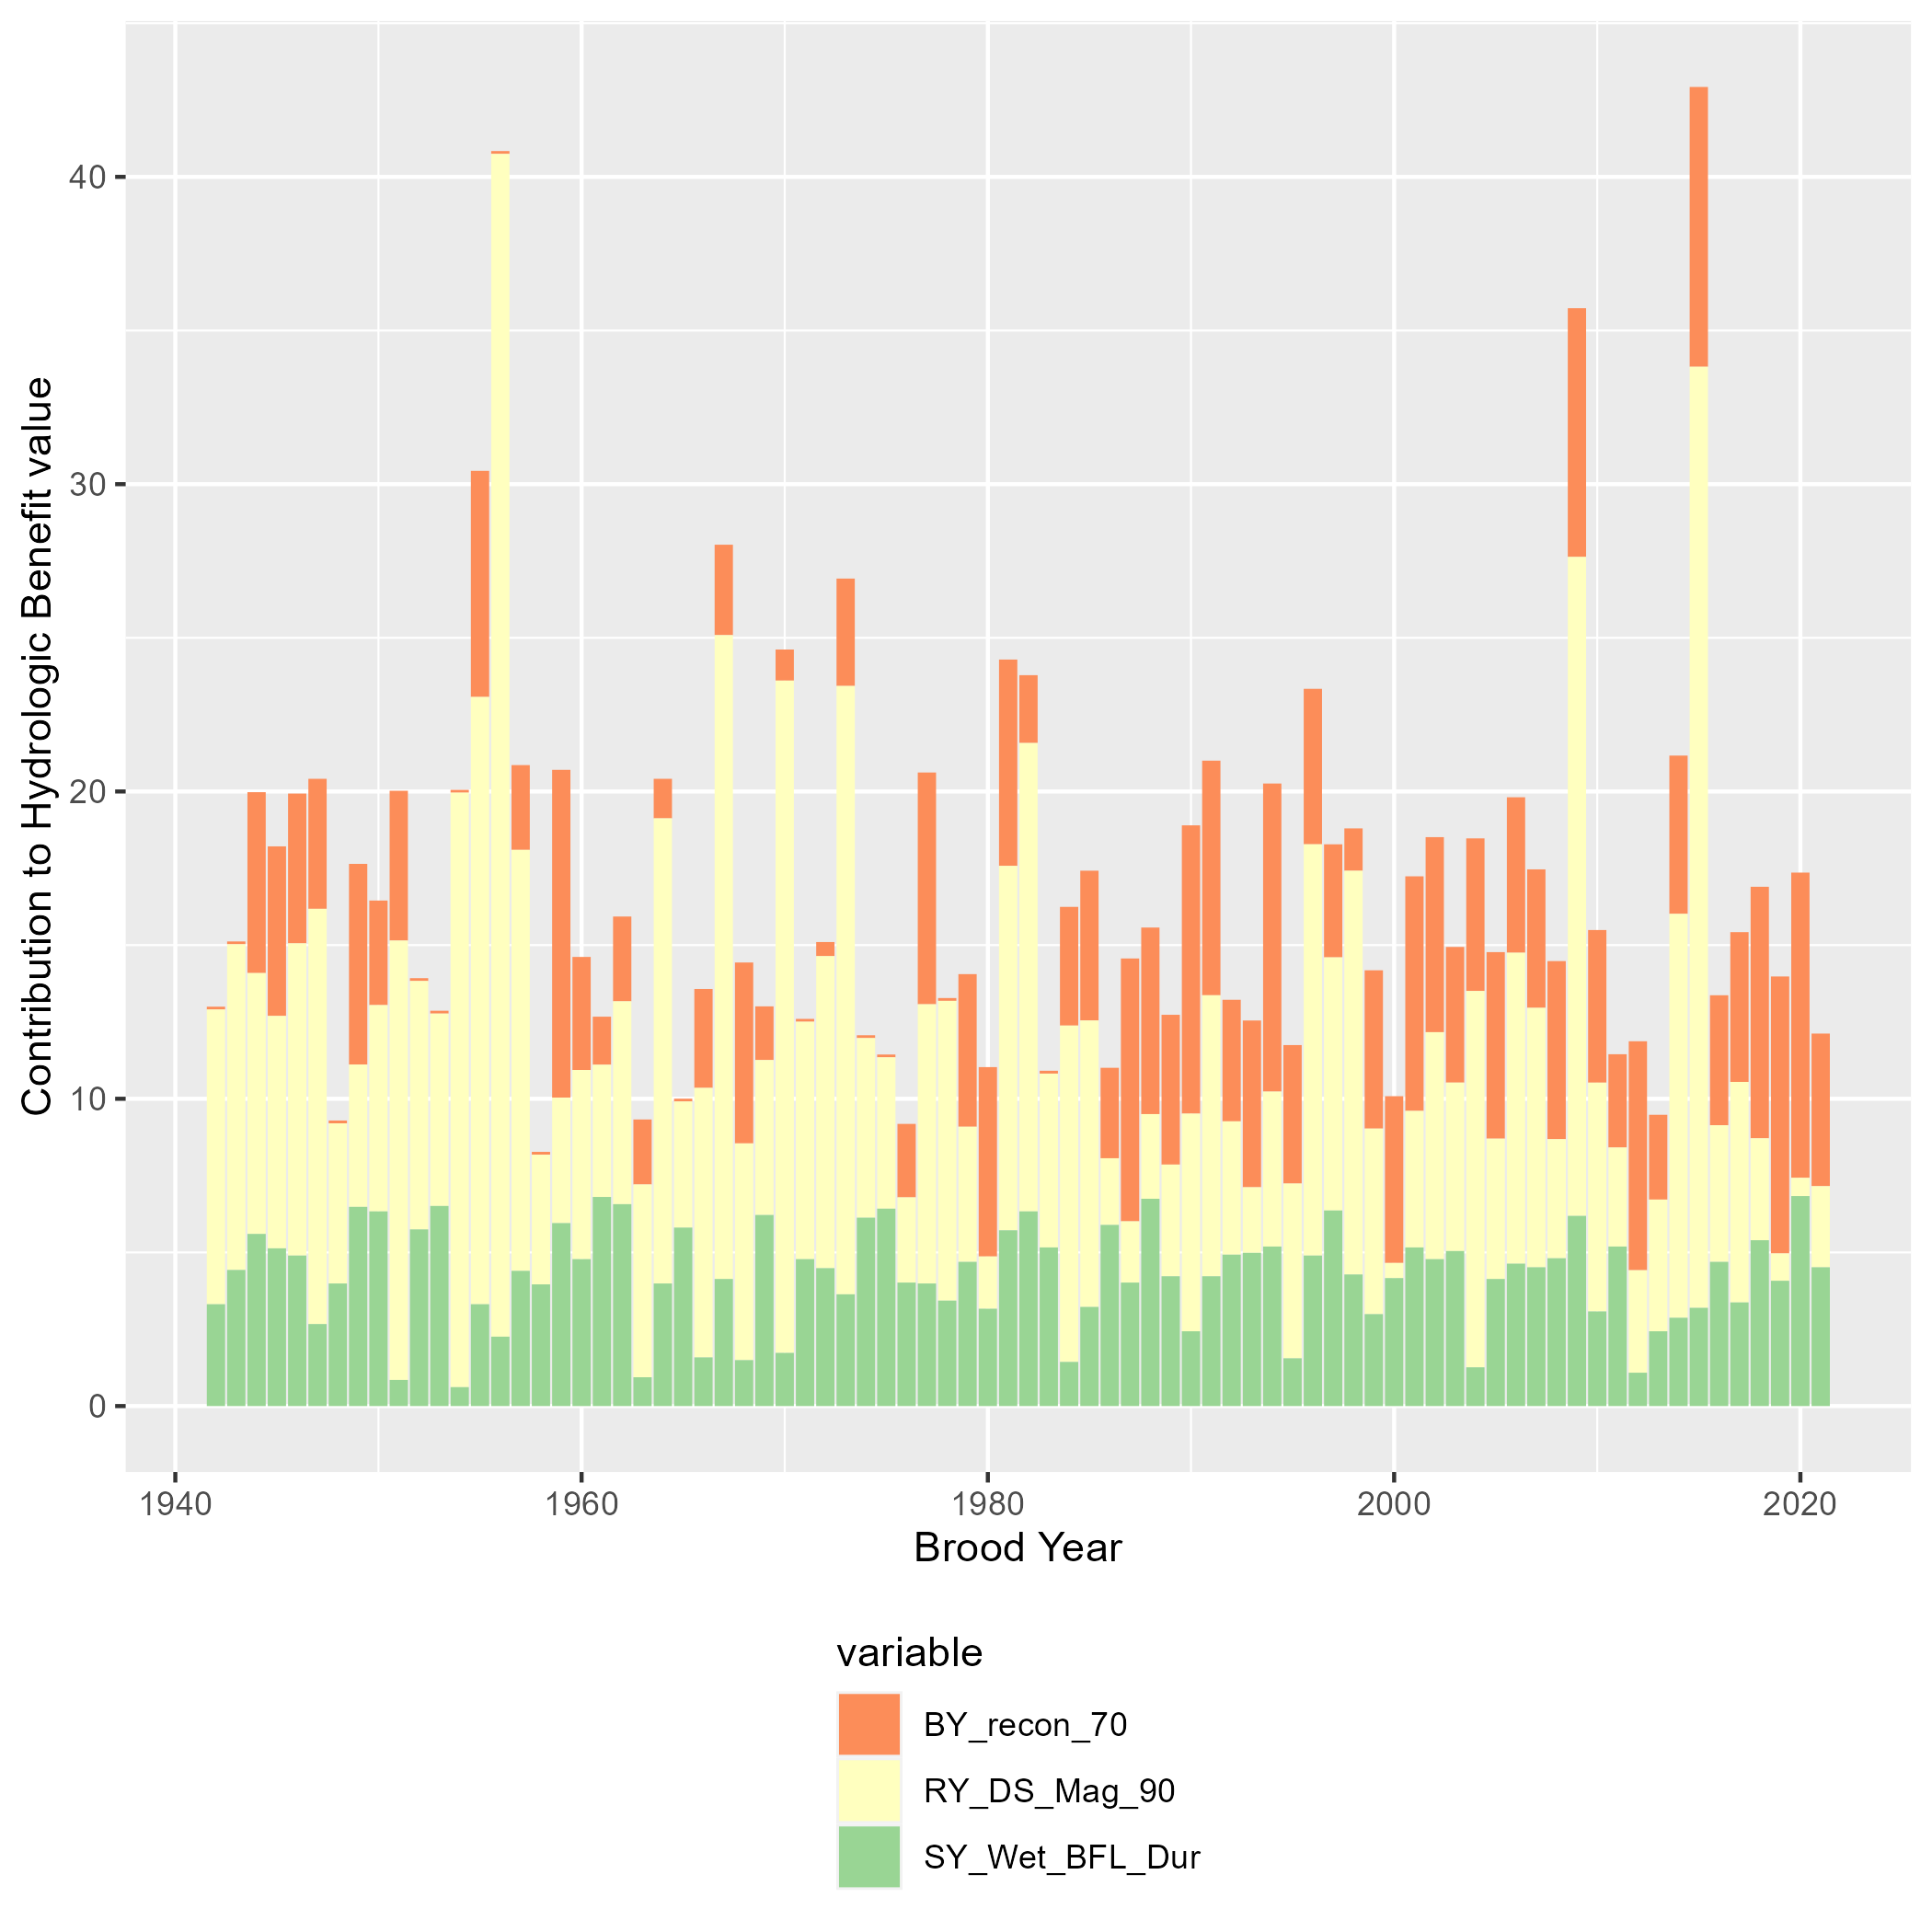 Contribution to Hydrologic Benefit value
40
30
20
10
0
1940 1960 1980 2000 2020
Brood Year
variable
BY_recon_70
RY_DS_Mag_90
SY_Wet_BFL_Dur